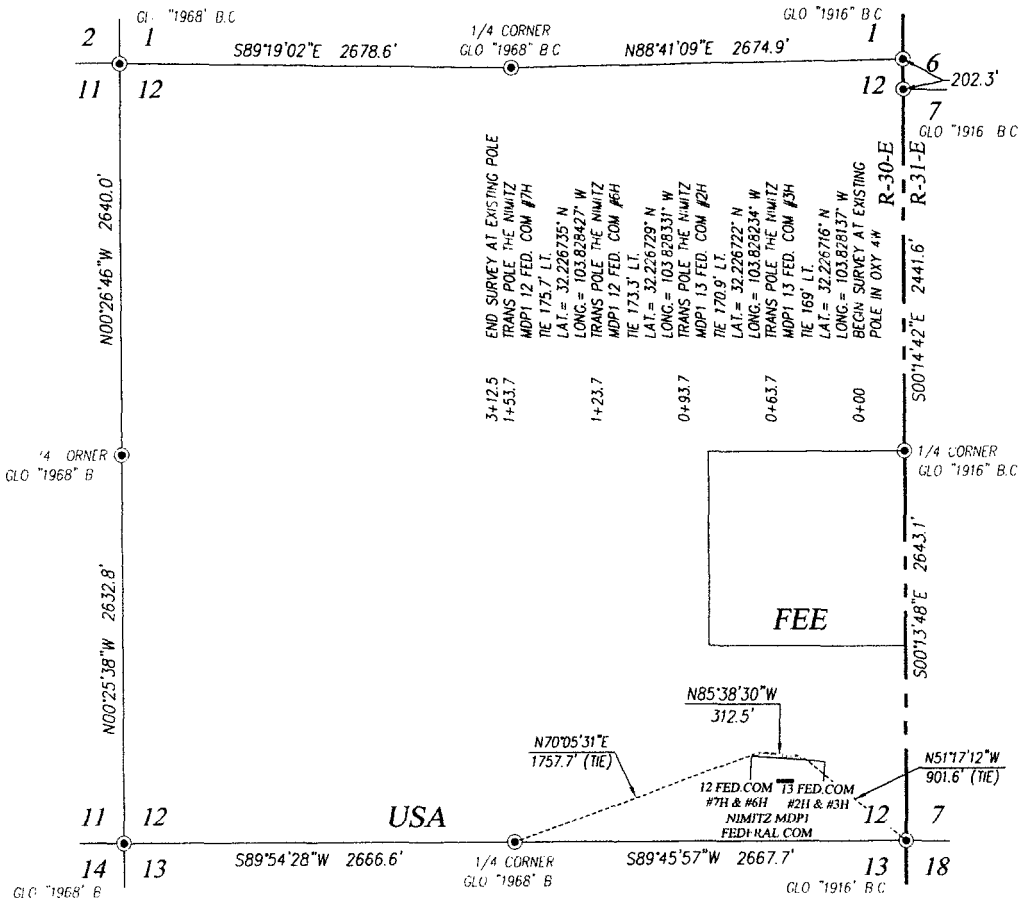 GLO "1968" B.C
2
1
S89°19'02"E 2678.6'
1/4 CORNER
GLO "1968" B C
N88°41'09"E 2674.9'
GLO "1916" B C
1
6
11
12
12
202.3'
7
GLO "1916 B C
R-30-E
R-31-E
N00°26'46"W 2640.0'
S00°14'42"E 2441.6'
3+12.5 END SURVEY AT EXISTING POLE
1+53.7 TRANS POLE THE NIMITZ
MDP1 12 FED. COM #7H
TIE 175.7' LT.
LAT.= 32.226735° N
LONG.= 103.828427° W
1+23.7 TRANS POLE THE NIMITZ
MDP1 12 FED. COM #6H
TIE 173.3' LT.
LAT.= 32.226729° N
LONG.= 103 828331° W
0+93.7 TRANS POLE THE NIMITZ
MDP1 13 FED. COM #2H
TIE 170.9' LT.
LAT.= 32.226722° N
LONG.= 103.828234° W
0+63.7 TRANS POLE THE NIMITZ
MDP1 13 FED. COM #3H
TIE 169' LT.
LAT.= 32.226716° N
LONG.= 103.828137° W
0+00 BEGIN SURVEY AT EXISTING
POLE IN OXY 4W
'4 ORNER
GLO "1968" B
1/4 CORNER
GLO "1916" B.C
N00°25'38"W 2632.8'
S00°13'48"E 2643.1'
FEE
N85°38'30"W
312.5'
N70°05'31"E
1757.7' (TIE)
N51°17'12"W
901.6' (TIE)
12 FED.COM 13 FED.COM
#7H & #6H #2H & #3H
NIMITZ MDP1
FEDERAL COM
USA
11
12
12
7
14
13
S89°54'28"W 2666.6'
1/4 CORNER
GLO "1968" B
S89°45'57"W 2667.7'
13
18
GLO "1968" B
GLO "1916' B C